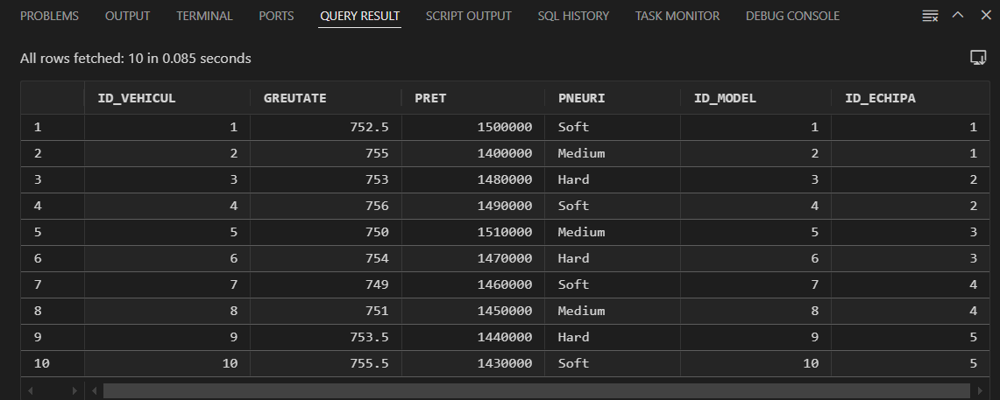 PROBLEMS OUTPUT TERMINAL PORTS QUERY RESULT SCRIPT OUTPUT SQL HISTORY TASK MONITOR DEBUG CONSOLE
All rows fetched: 10 in 0.085 seconds
ID_VEHICUL GREUTATE PRET PNEURI ID_MODEL ID_ECHIPA
1 1 752.5 1500000 Soft 1 1
2 2 755 1400000 Medium 2 1
3 3 753 1480000 Hard 3 2
4 4 756 1490000 Soft 4 2
5 5 750 1510000 Medium 5 3
6 6 754 1470000 Hard 6 3
7 7 749 1460000 Soft 7 4
8 8 751 1450000 Medium 8 4
9 9 753.5 1440000 Hard 9 5
10 10 755.5 1430000 Soft 10 5